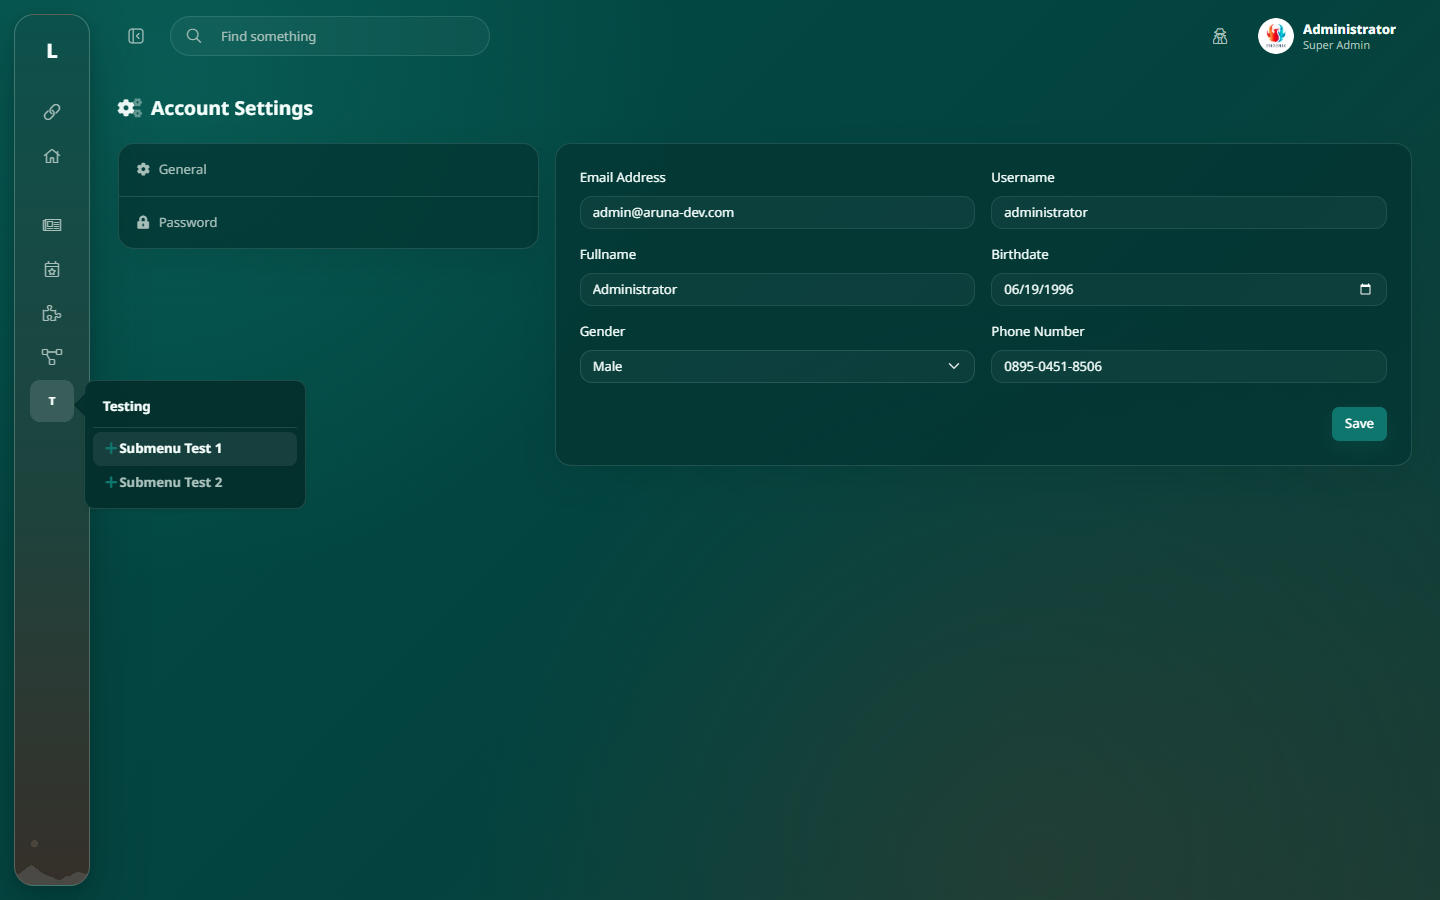 L
Find something
Administrator
Super Admin
Account Settings
General
Password
Email Address
admin@aruna-dev.com
Username
administrator
Fullname
Administrator
Birthdate
06/19/1996
Gender
Male
Phone Number
0895-0451-8506
Save
T
Testing
Submenu Test 1
Submenu Test 2